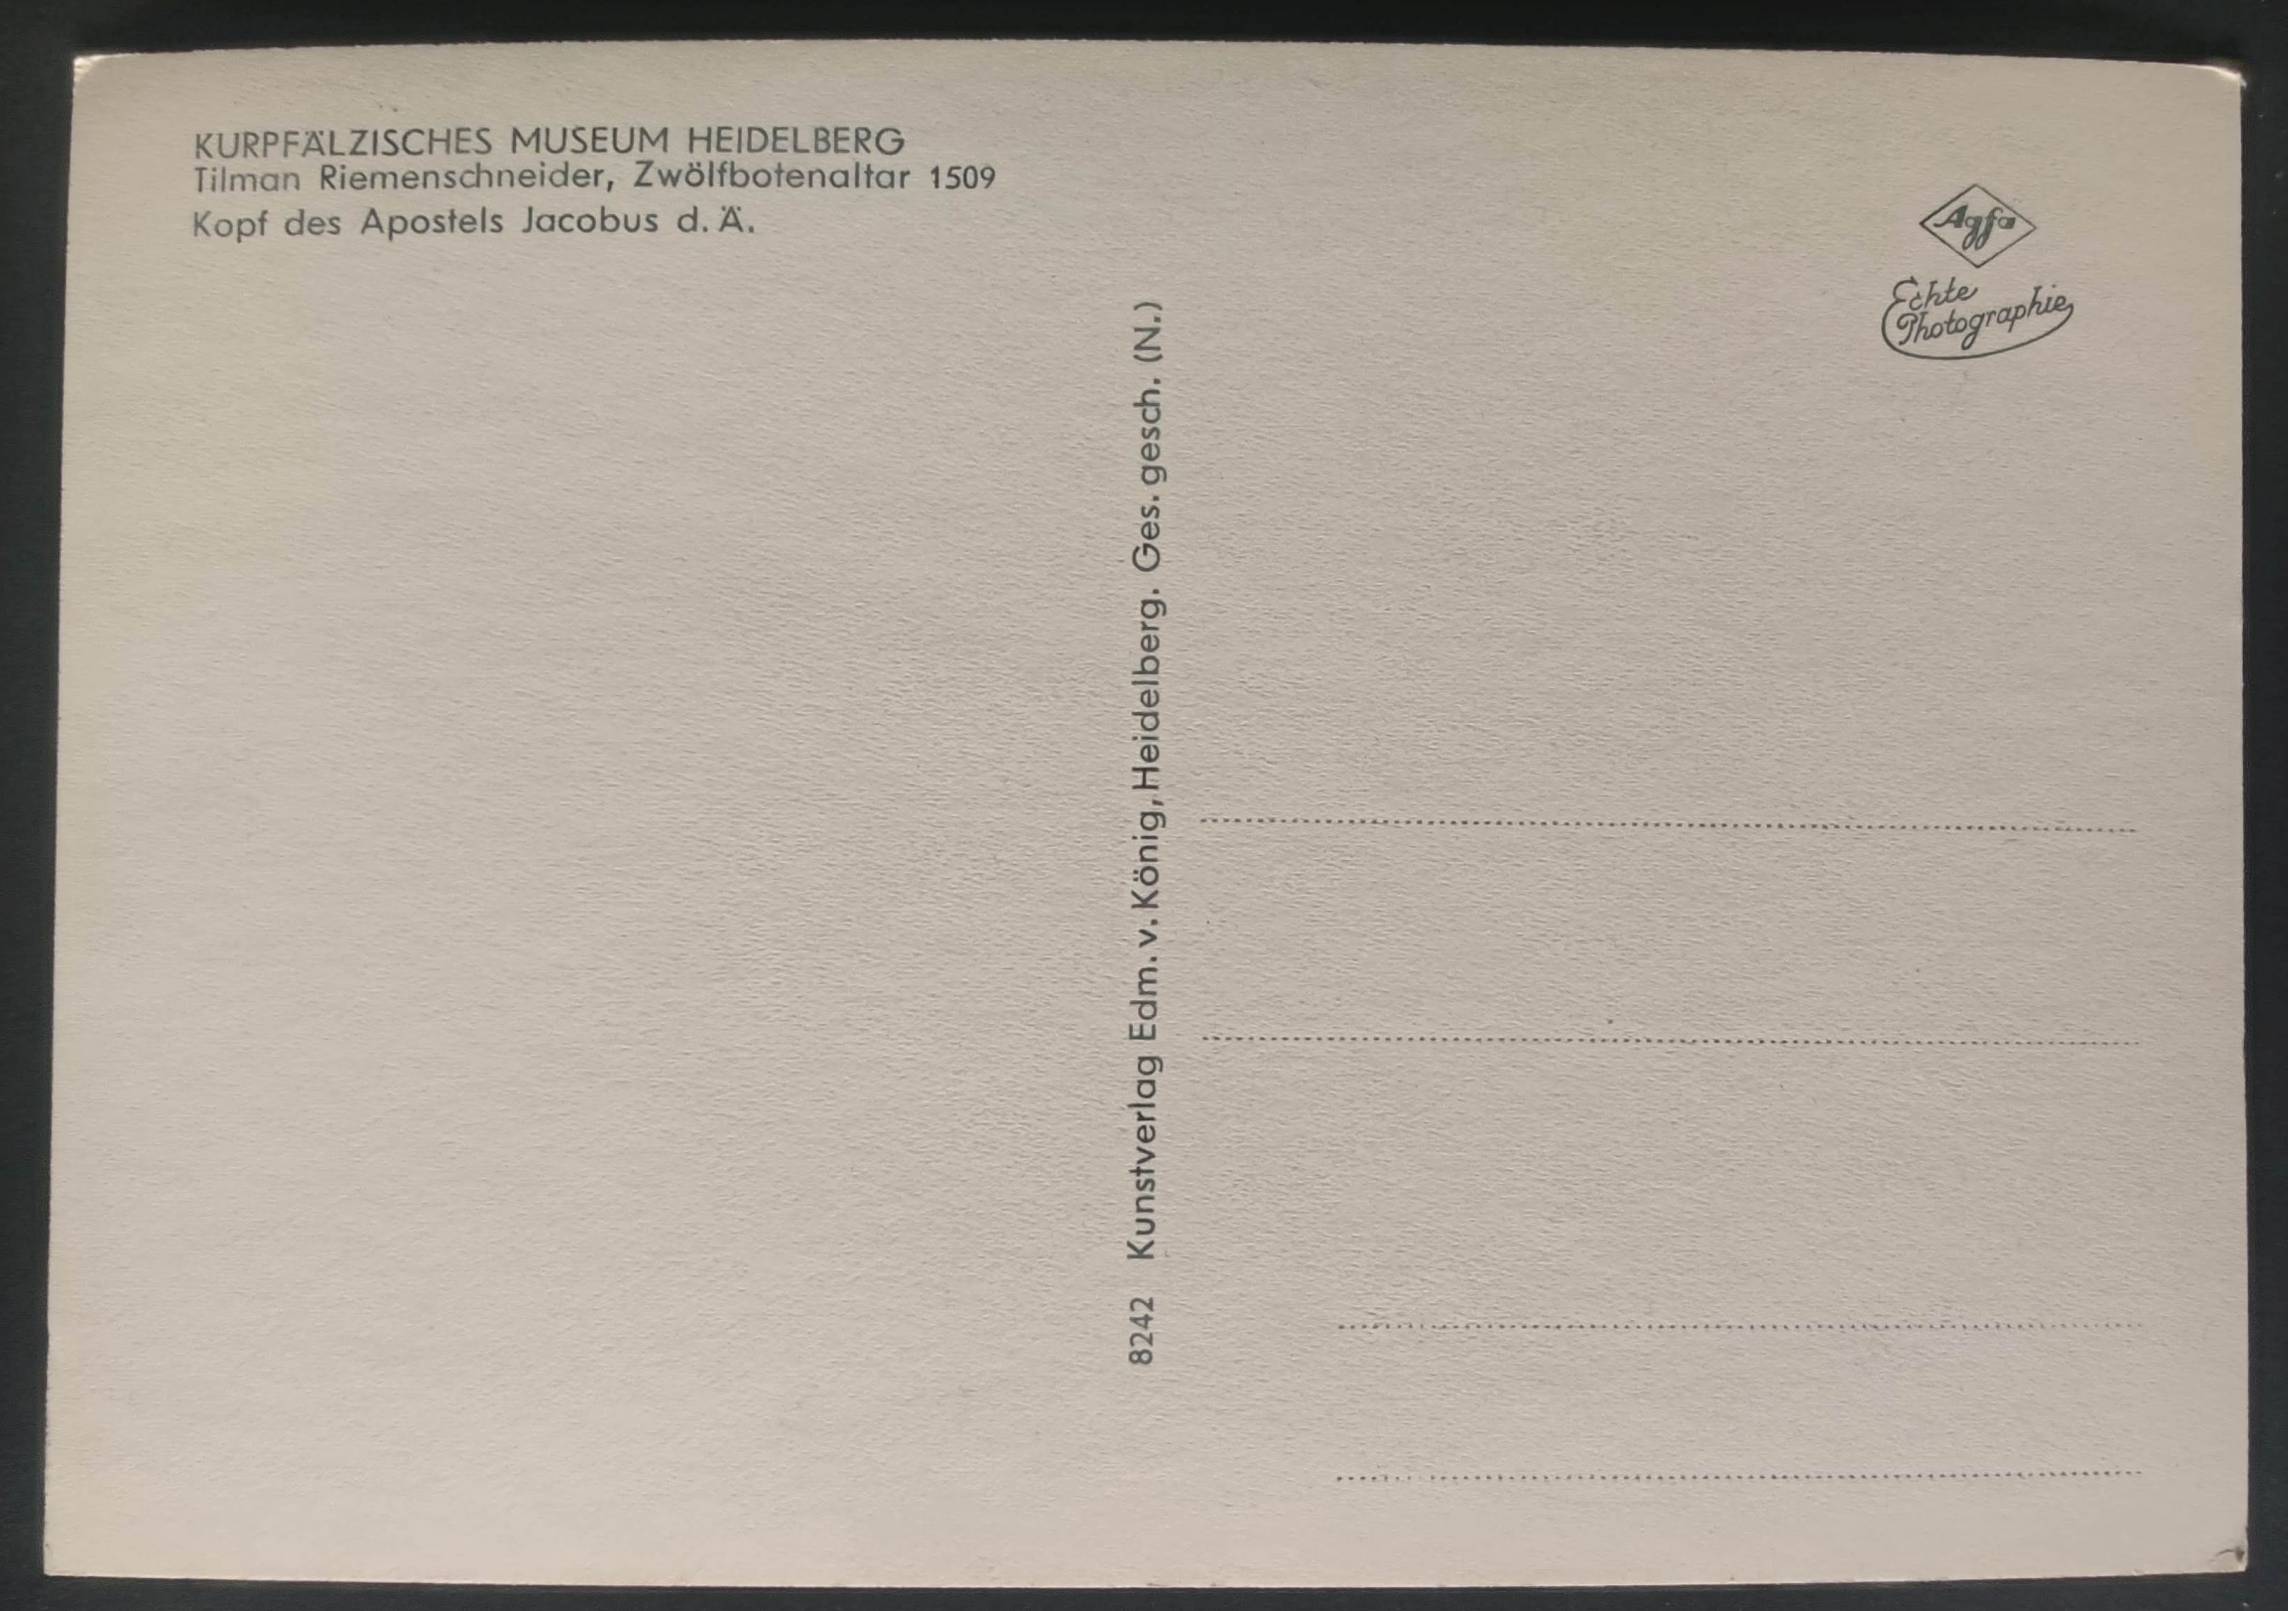 KURPFÄLZISCHES MUSEUM HEIDELBERG
Tilman Riemenschneider, Zwölfbotenaltar 1509
Kopf des Apostels Jacobus d. Ä.
8242 Kunstverlag Edm. v. König, Heidelberg. Ges. gesch. (N.)
Agfa
Echte
Photographie